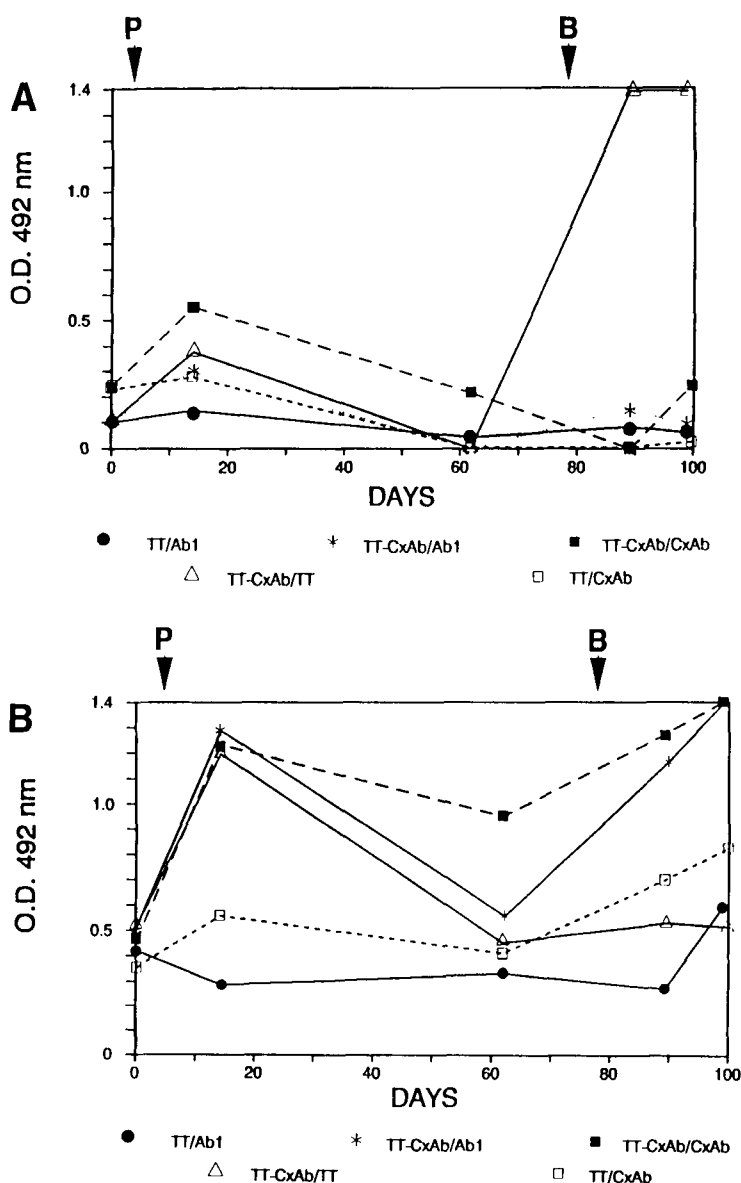 P B
A
1.4
1.0
0.5
0
O.D. 492 nm
0 20 40 60 80 100
DAYS
● TT/Ab1 * TT-CxAb/Ab1 ■ TT-CxAb/CxAb
△ TT-CxAb/TT □ TT/CxAb
P B
B
1.4
1.0
0.5
0
O.D. 492 nm
0 20 40 60 80 100
DAYS
● TT/Ab1 * TT-CxAb/Ab1 ■ TT-CxAb/CxAb
△ TT-CxAb/TT □ TT/CxAb